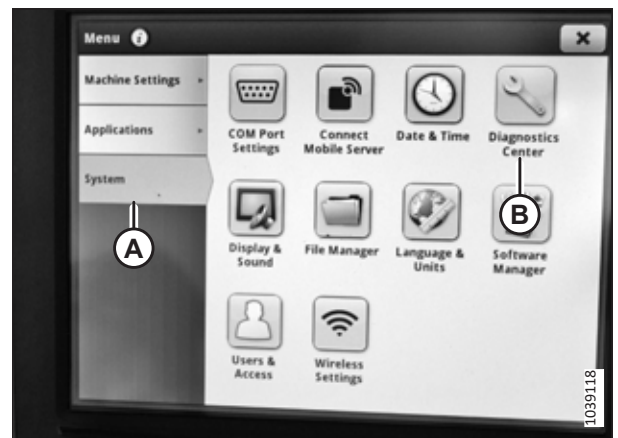 Menu i
Machine Settings
Applications
System
COM Port
Settings
Connect
Mobile Server
Date & Time
Diagnostics
Center
Display &
Sound
File Manager
Language &
Units
Software
Manager
Users &
Access
Wireless
Settings
A
B
1039118